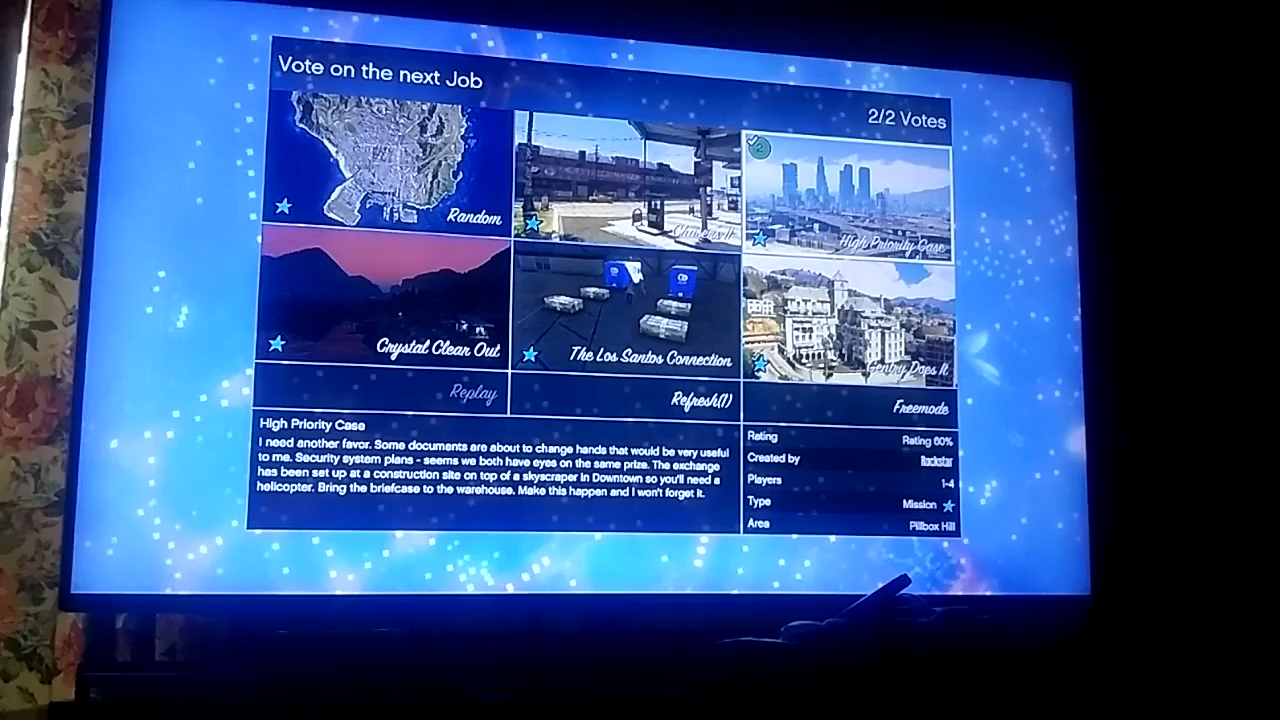 Vote on the next Job
2/2 Votes
Random
Chasers II
2
High Priority Case
Crystal Clear Out
The Los Santos Connection
Gentry Does It
Replay
Refresh(1)
Freemode
High Priority Case
I need another favor. Some documents are about to change hands that would be very useful
to me. Security system plans - seems we both have eyes on the same prize. The exchange
has been set up at a construction site on top of a skyscraper in Downtown so you'll need a
helicopter. Bring the briefcase to the warehouse. Make this happen and I won't forget it.
Rating Rating 60%
Created by Rockstar
Players 1-4
Type Mission
Area Pillbox Hill